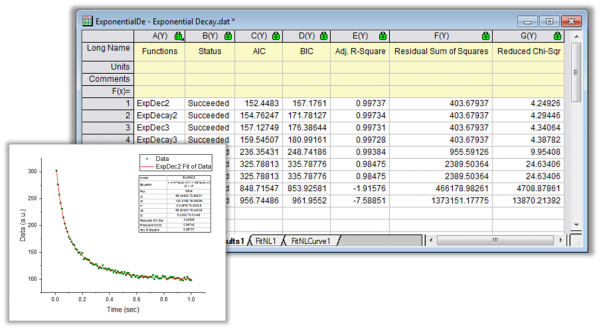 ExponentialDe - Exponential Decay.dat *
A(Y) B(Y) C(Y) D(Y) E(Y) F(Y) G(Y)
Long Name Functions Status AIC BIC Adj. R-Square Residual Sum of Squares Reduced Chi-Sqr
Units
Comments
F(x)=
1 ExpDec2 Succeeded 152.4483 167.1761 0.99737 403.67937 4.24926
2 ExpDecay2 Succeeded 154.76247 171.78127 0.99734 403.67937 4.29446
3 ExpDec3 Succeeded 157.12749 176.38644 0.99731 403.67937 4.34064
4 ExpDecay3 Succeeded 159.54507 180.99161 0.99728 403.67937 4.38782
d 236.35431 248.74186 0.99384 955.59126 9.95408
d 325.78813 335.78776 0.98475 2389.50364 24.63406
d 325.78813 335.78776 0.98475 2389.50364 24.63406
d 848.71547 853.92581 -1.91576 466178.98261 4708.87861
d 956.74486 961.9552 -7.58851 1373151.17775 13870.21392
ults1 FitNL1 FitNLCurve1
Data
ExpDec2 Fit of Data
300
250
200
150
100
Data (a.u.)
0.0 0.2 0.4 0.6 0.8 1.0
Time (sec)